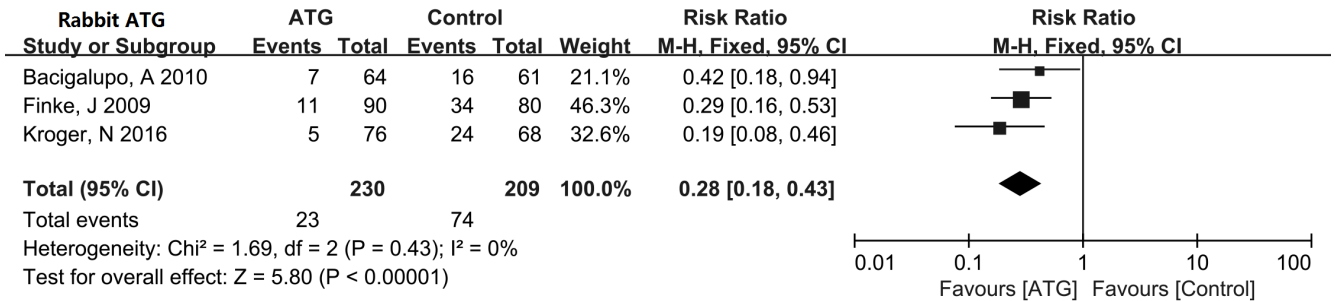 Rabbit ATG ATG Control Risk Ratio Risk Ratio
Study or Subgroup Events Total Events Total Weight M-H, Fixed, 95% CI M-H, Fixed, 95% CI
Bacigalupo, A 2010 7 64 16 61 21.1% 0.42 [0.18, 0.94]
Finke, J 2009 11 90 34 80 46.3% 0.29 [0.16, 0.53]
Kroger, N 2016 5 76 24 68 32.6% 0.19 [0.08, 0.46]
Total (95% CI) 230 209 100.0% 0.28 [0.18, 0.43]
Total events 23 74
Heterogeneity: Chi² = 1.69, df = 2 (P = 0.43); I² = 0%
Test for overall effect: Z = 5.80 (P < 0.00001)
0.01 0.1 1 10 100
Favours [ATG] Favours [Control]